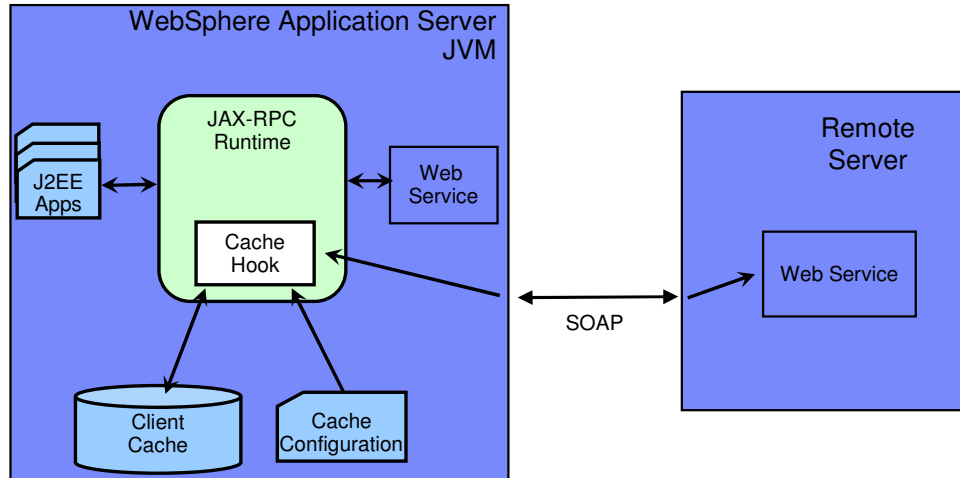 WebSphere Application Server
JVM
JAX-RPC
Runtime
J2EE
Apps
Web
Service
Cache
Hook
Client
Cache
Cache
Configuration
SOAP
Remote
Server
Web Service